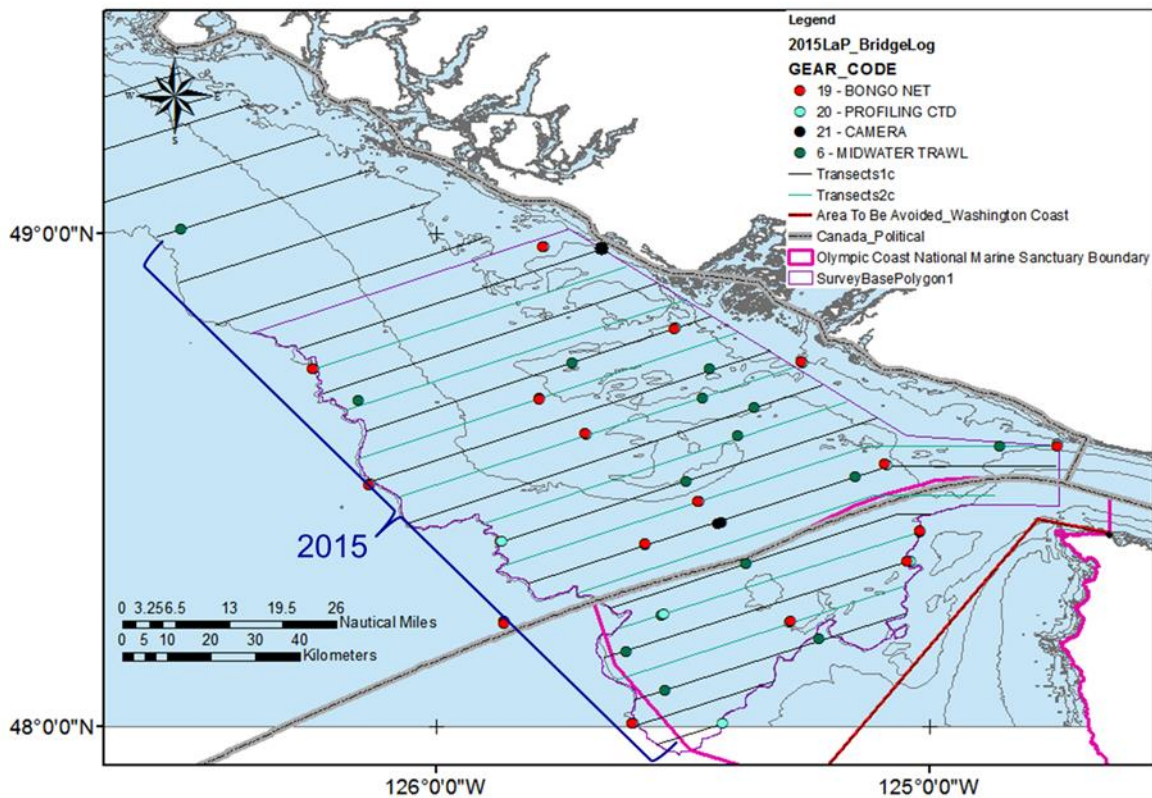 Legend
2015LaP_BridgeLog
GEAR_CODE
19 - BONGO NET
20 - PROFILING CTD
21 - CAMERA
6 - MIDWATER TRAWL
Transects1c
Transects2c
Area To Be Avoided_Washington Coast
Canada_Political
Olympic Coast National Marine Sanctuary Boundary
SurveyBasePolygon1
W E
S
49°0'0"N
2015
0 3.25 6.5 13 19.5 26
Nautical Miles
0 5 10 20 30 40
Kilometers
48°0'0"N
126°0'0"W 125°0'0"W